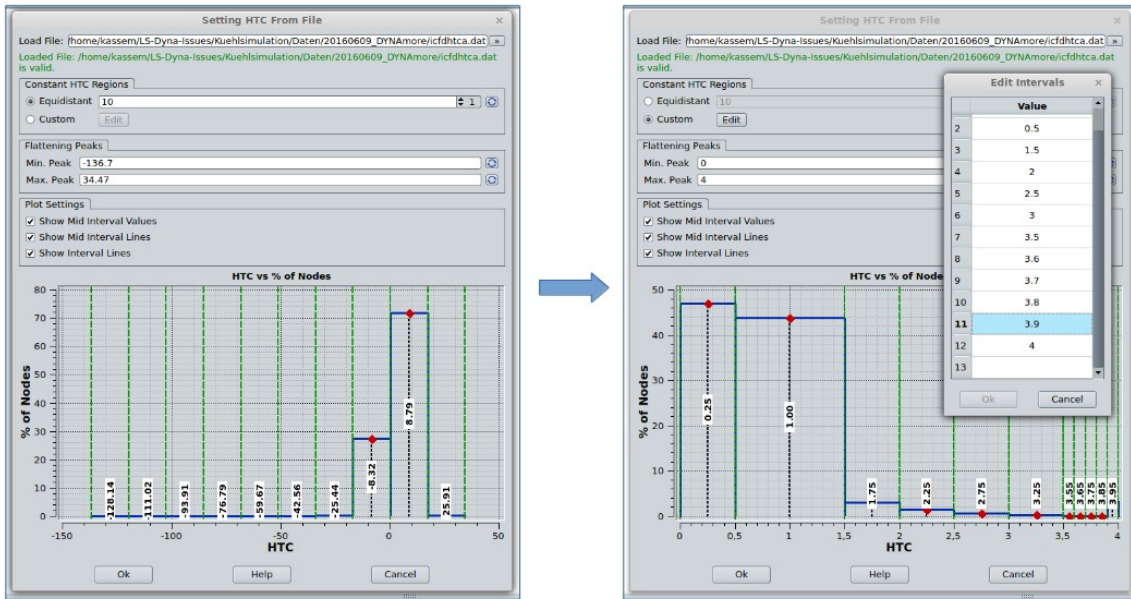 Setting HTC From File
Load File: /home/kassem/LS-Dyna-Issues/Kuehlsimulation/Daten/20160609_DYNAmore/icfdhtca.dat »
Loaded File: /home/kassem/LS-Dyna-Issues/Kuehlsimulation/Daten/20160609_DYNAmore/icfdhtca.dat
is valid.
Constant HTC Regions
Equidistant 10 1
Custom Edit
Flattening Peaks
Min. Peak -136.7
Max. Peak 34.47
Plot Settings
Show Mid Interval Values
Show Mid Interval Lines
Show Interval Lines
HTC vs % of Nodes
% of Nodes
80
70
60
50
40
30
20
10
0
-128.14
-111.02
-93.91
-76.79
-59.67
-42.56
-25.44
-8.32
8.79
25.91
-150 -100 -50 0 50
HTC
Ok Help Cancel
Setting HTC From File
Load File: /home/kassem/LS-Dyna-Issues/Kuehlsimulation/Daten/20160609_DYNAmore/icfdhtca.dat »
Loaded File: /home/kassem/LS-Dyna-Issues/Kuehlsimulation/Daten/20160609_DYNAmore/icfdhtca.dat
is valid.
Constant HTC Regions
Equidistant 10
Custom Edit
Flattening Peaks
Min. Peak 0
Max. Peak 4
Plot Settings
Show Mid Interval Values
Show Mid Interval Lines
Show Interval Lines
HTC vs % of Node
% of Nodes
50
40
30
20
10
0
0.25
1.00
1.75
2.25
2.75
3.25
3.55
3.65
3.75
3.85
3.95
0 0,5 1 1,5 2 2,5 3 3,5 4
HTC
Ok Help Cancel
Edit Intervals
Value
2 0.5
3 1.5
4 2
5 2.5
6 3
7 3.5
8 3.6
9 3.7
10 3.8
11 3.9
12 4
13
Ok Cancel